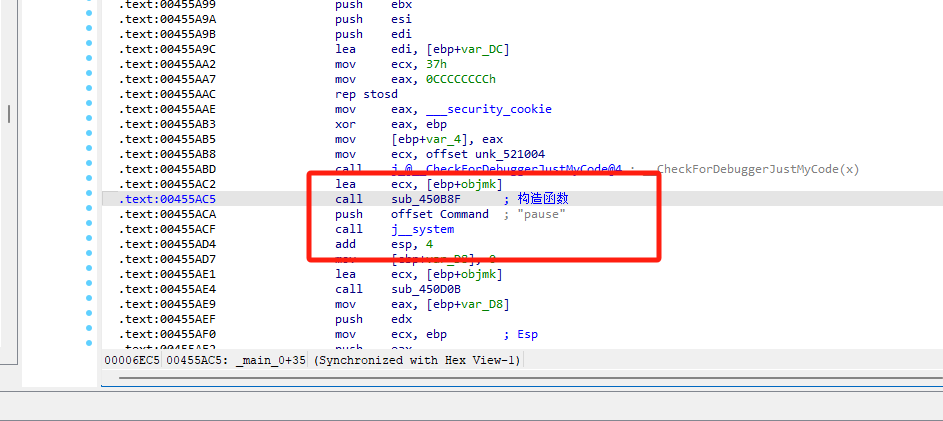 .text:00455A99 push ebx
.text:00455A9A push esi
.text:00455A9B push edi
.text:00455A9C lea edi, [ebp+var_DC]
.text:00455AA2 mov ecx, 37h
.text:00455AA7 mov eax, 0CCCCCCCCh
.text:00455AAC rep stosd
.text:00455AAE mov eax, ___security_cookie
.text:00455AB3 xor eax, ebp
.text:00455AB5 mov [ebp+var_4], eax
.text:00455AB8 mov ecx, offset unk_521004
.text:00455ABD call j_@__CheckForDebuggerJustMyCode@4 ; __CheckForDebuggerJustMyCode(x)
.text:00455AC2 lea ecx, [ebp+objmk]
.text:00455AC5 call sub_450B8F ; 构造函数
.text:00455ACA push offset Command ; "pause"
.text:00455ACF call j__system
.text:00455AD4 add esp, 4
.text:00455AD7 mov [ebp+var_D8], 0
.text:00455AE1 lea ecx, [ebp+objmk]
.text:00455AE4 call sub_450D0B
.text:00455AE9 mov eax, [ebp+var_D8]
.text:00455AEF push edx
.text:00455AF0 mov ecx, ebp ; Esp
.text:00455AF2 push eax
00006EC5 00455AC5: _main_0+35 (Synchronized with Hex View-1)